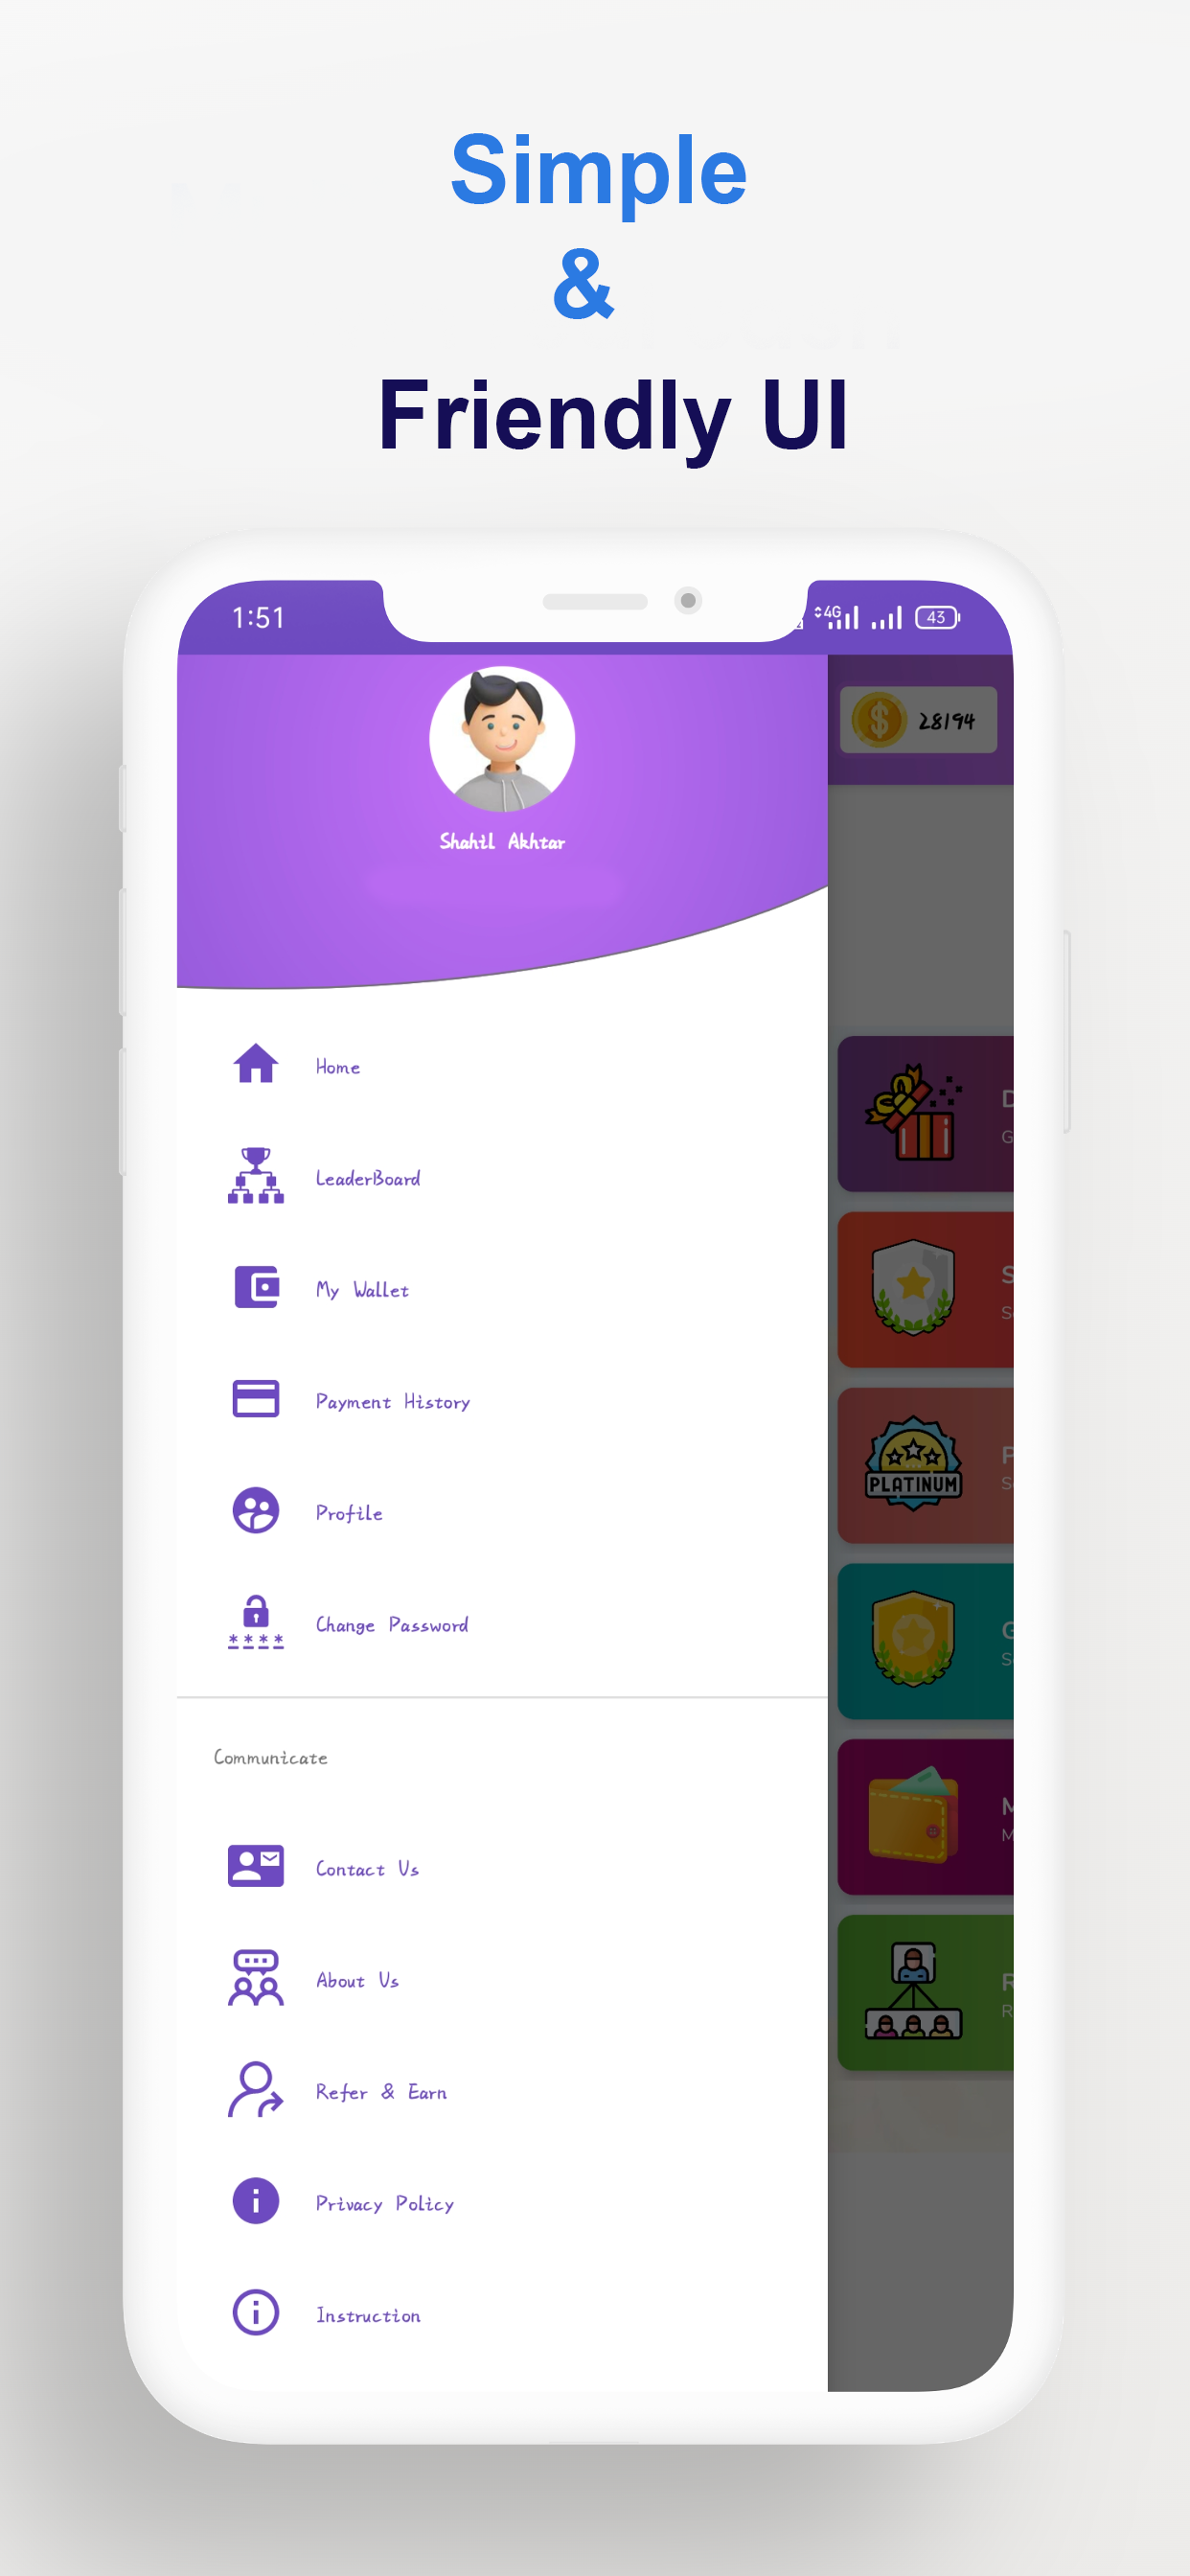 Simple
&
Friendly UI
1:51
4G
43
28194
Shahil Akhtar
Home
LeaderBoard
My Wallet
Payment History
PLATINUM
Profile
Change Password
Communicate
Contact Us
About Us
Refer & Earn
Privacy Policy
Instruction